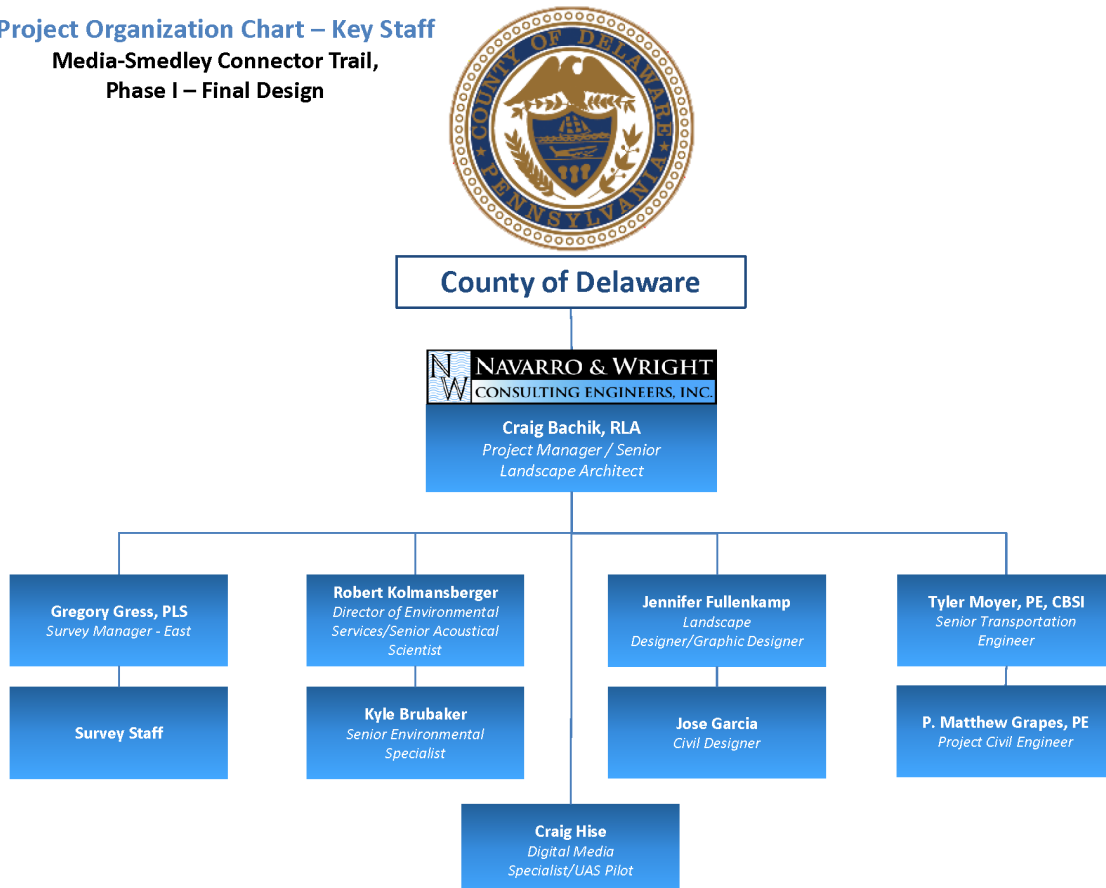 Project Organization Chart – Key Staff
Media-Smedley Connector Trail,
Phase I – Final Design
COUNTY OF DELAWARE
PENNSYLVANIA
County of Delaware
NW
NAVARRO & WRIGHT
CONSULTING ENGINEERS, INC.
Craig Bachik, RLA
Project Manager / Senior
Landscape Architect
Gregory Gress, PLS
Survey Manager - East
Robert Kolmansberger
Director of Environmental
Services/Senior Acoustical
Scientist
Jennifer Fullenkamp
Landscape
Designer/Graphic Designer
Tyler Moyer, PE, CBSI
Senior Transportation
Engineer
Survey Staff
Kyle Brubaker
Senior Environmental
Specialist
Jose Garcia
Civil Designer
P. Matthew Grapes, PE
Project Civil Engineer
Craig Hise
Digital Media
Specialist/UAS Pilot